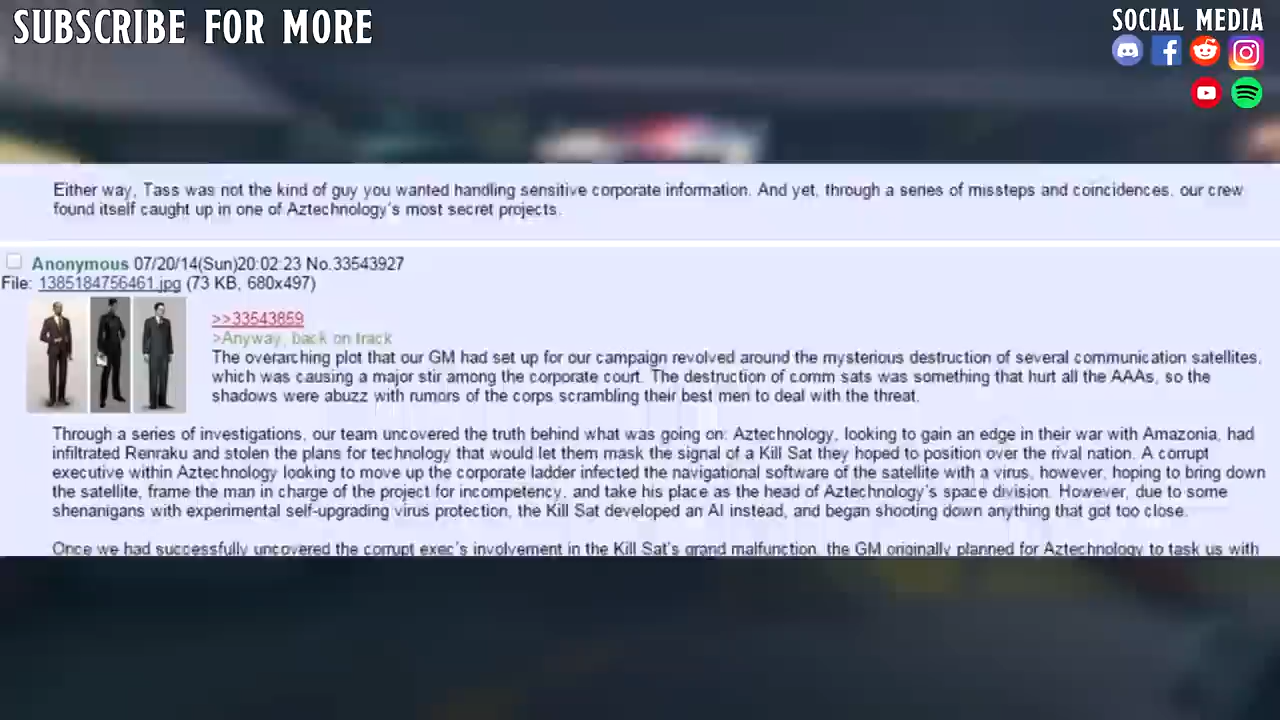 SUBSCRIBE FOR MORE
SOCIAL MEDIA
Either way, Tass was not the kind of guy you wanted handling sensitive corporate information. And yet, through a series of missteps and coincidences, our crew
found itself caught up in one of Aztechnology's most secret projects.
Anonymous 07/20/14(Sun)20:02:23 No.33543927
File: 1385184756461.jpg (73 KB, 680x497)
>>33543859
>Anyway, back on track
The overarching plot that our GM had set up for our campaign revolved around the mysterious destruction of several communication satellites,
which was causing a major stir among the corporate court. The destruction of comm sats was something that hurt all the AAAs, so the
shadows were abuzz with rumors of the corps scrambling their best men to deal with the threat.
Through a series of investigations, our team uncovered the truth behind what was going on: Aztechnology, looking to gain an edge in their war with Amazonia, had
infiltrated Renraku and stolen the plans for technology that would let them mask the signal of a Kill Sat they hoped to position over the rival nation. A corrupt
executive within Aztechnology looking to move up the corporate ladder infected the navigational software of the satellite with a virus, however, hoping to bring down
the satellite, frame the man in charge of the project for incompetency, and take his place as the head of Aztechnology's space division. However, due to some
shenanigans with experimental self-upgrading virus protection, the Kill Sat developed an AI instead, and began shooting down anything that got too close.
Once we had successfully uncovered the corrupt exec's involvement in the Kill Sat's grand malfunction, the GM originally planned for Aztechnology to task us with